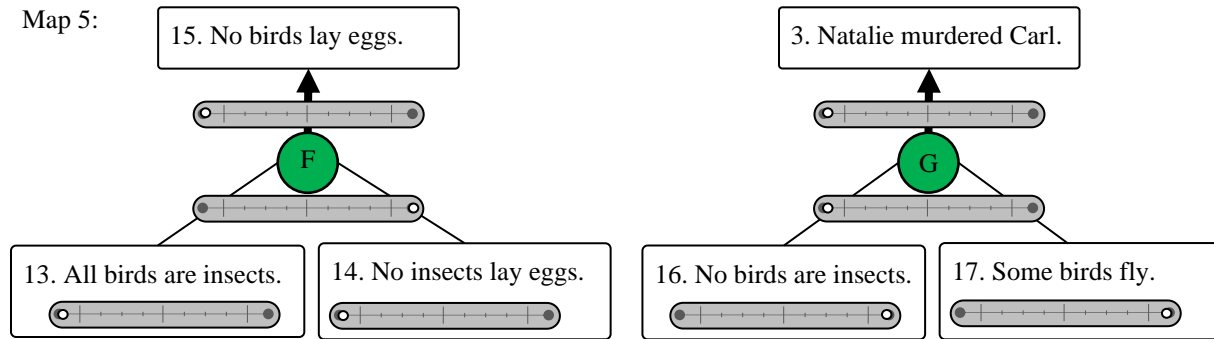 Map 5:
15. No birds lay eggs.
F
13. All birds are insects.
14. No insects lay eggs.
3. Natalie murdered Carl.
G
16. No birds are insects.
17. Some birds fly.